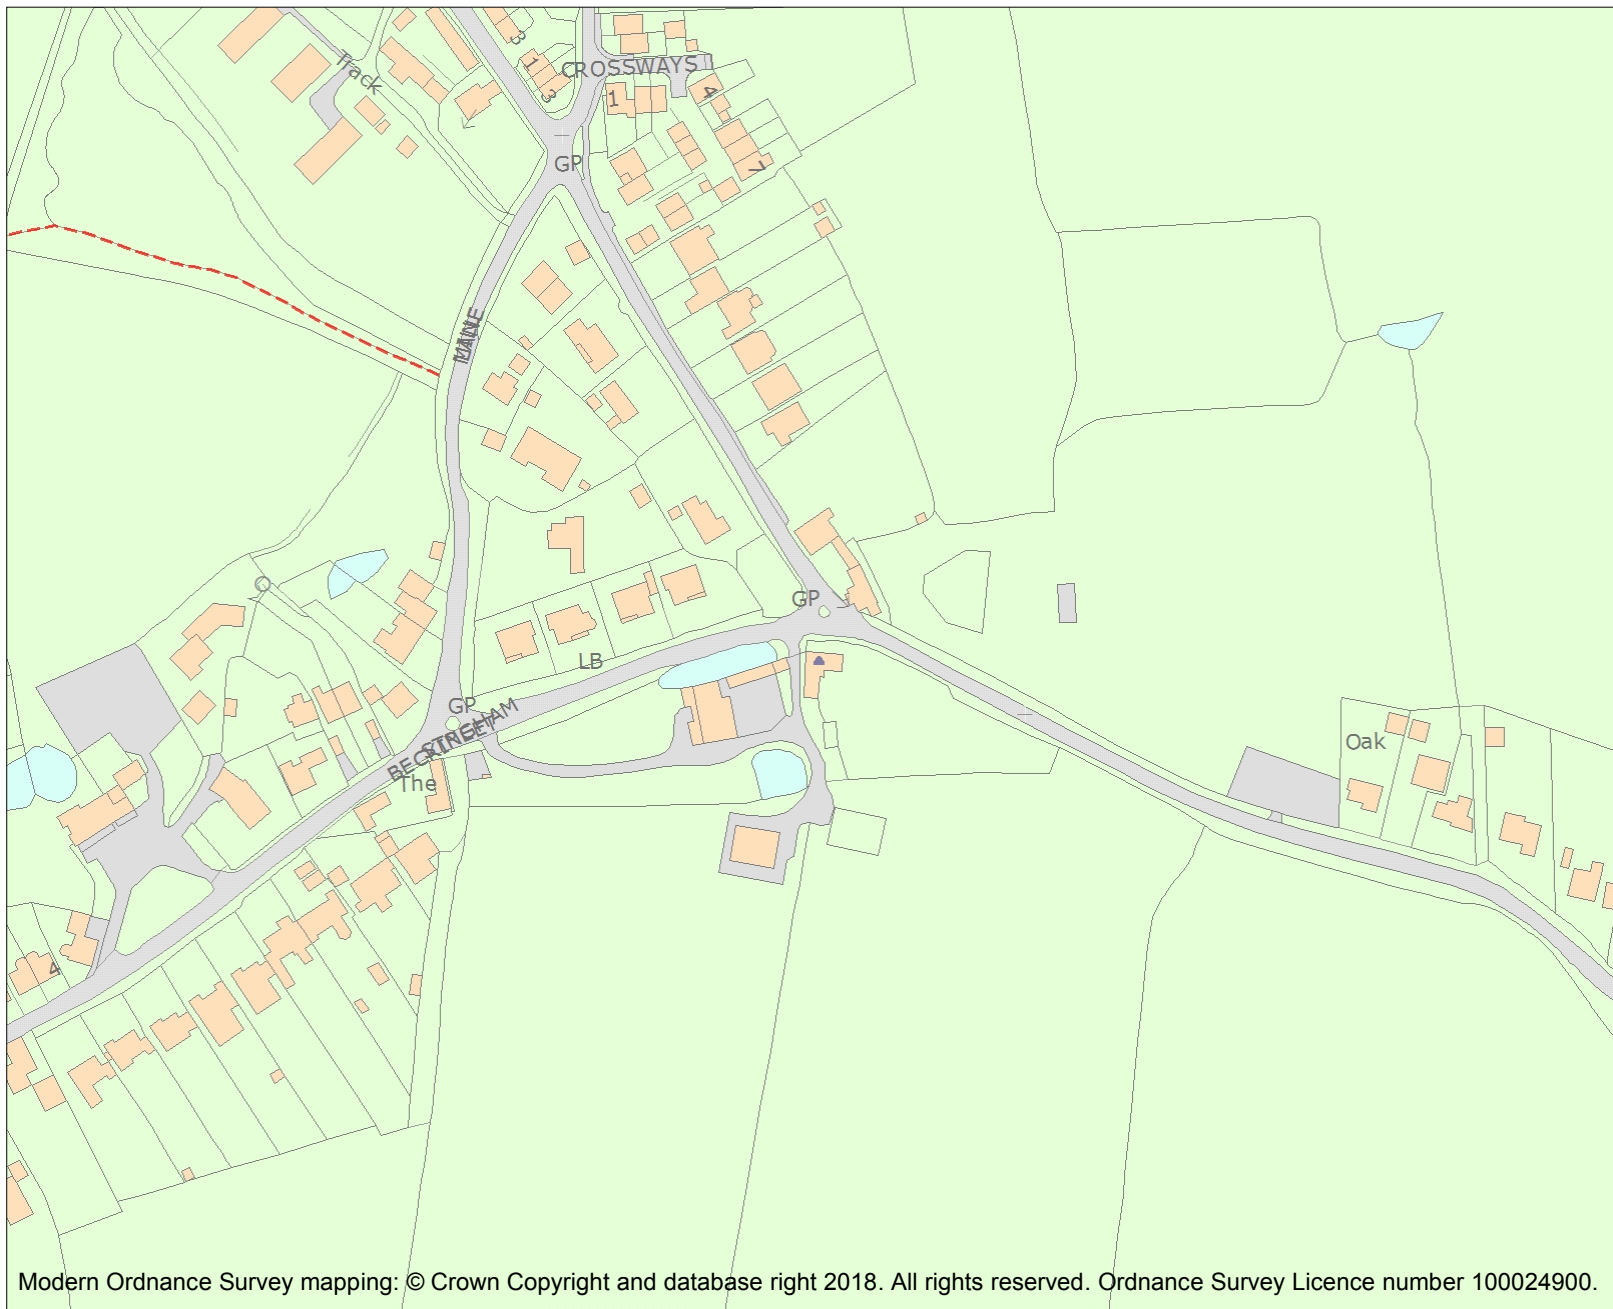 3
Track
1
CROSSWAYS
3
1
4
7
GP
LANE
GP
LB
GP
BECKINGHAM
STREET
The
Oak
4
Modern Ordnance Survey mapping: © Crown Copyright and database right 2018. All rights reserved. Ordnance Survey Licence number 100024900.